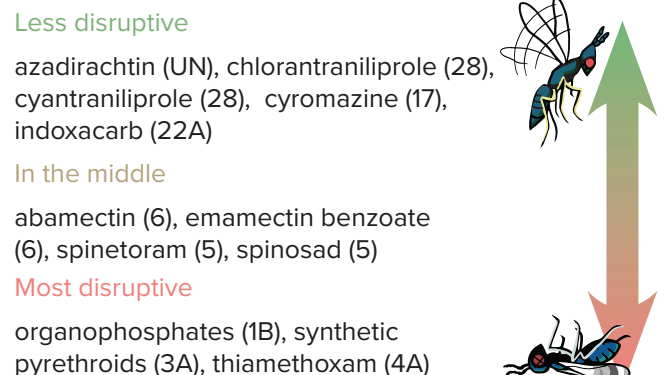 Less disruptive
azadirachtin (UN), chlorantraniliprole (28),
cyantraniliprole (28),  cyromazine (17),
indoxacarb (22A)
In the middle
abamectin (6), emamectin benzoate
(6), spinetoram (5), spinosad (5)
Most disruptive
organophosphates (1B), synthetic
pyrethroids (3A), thiamethoxam (4A)